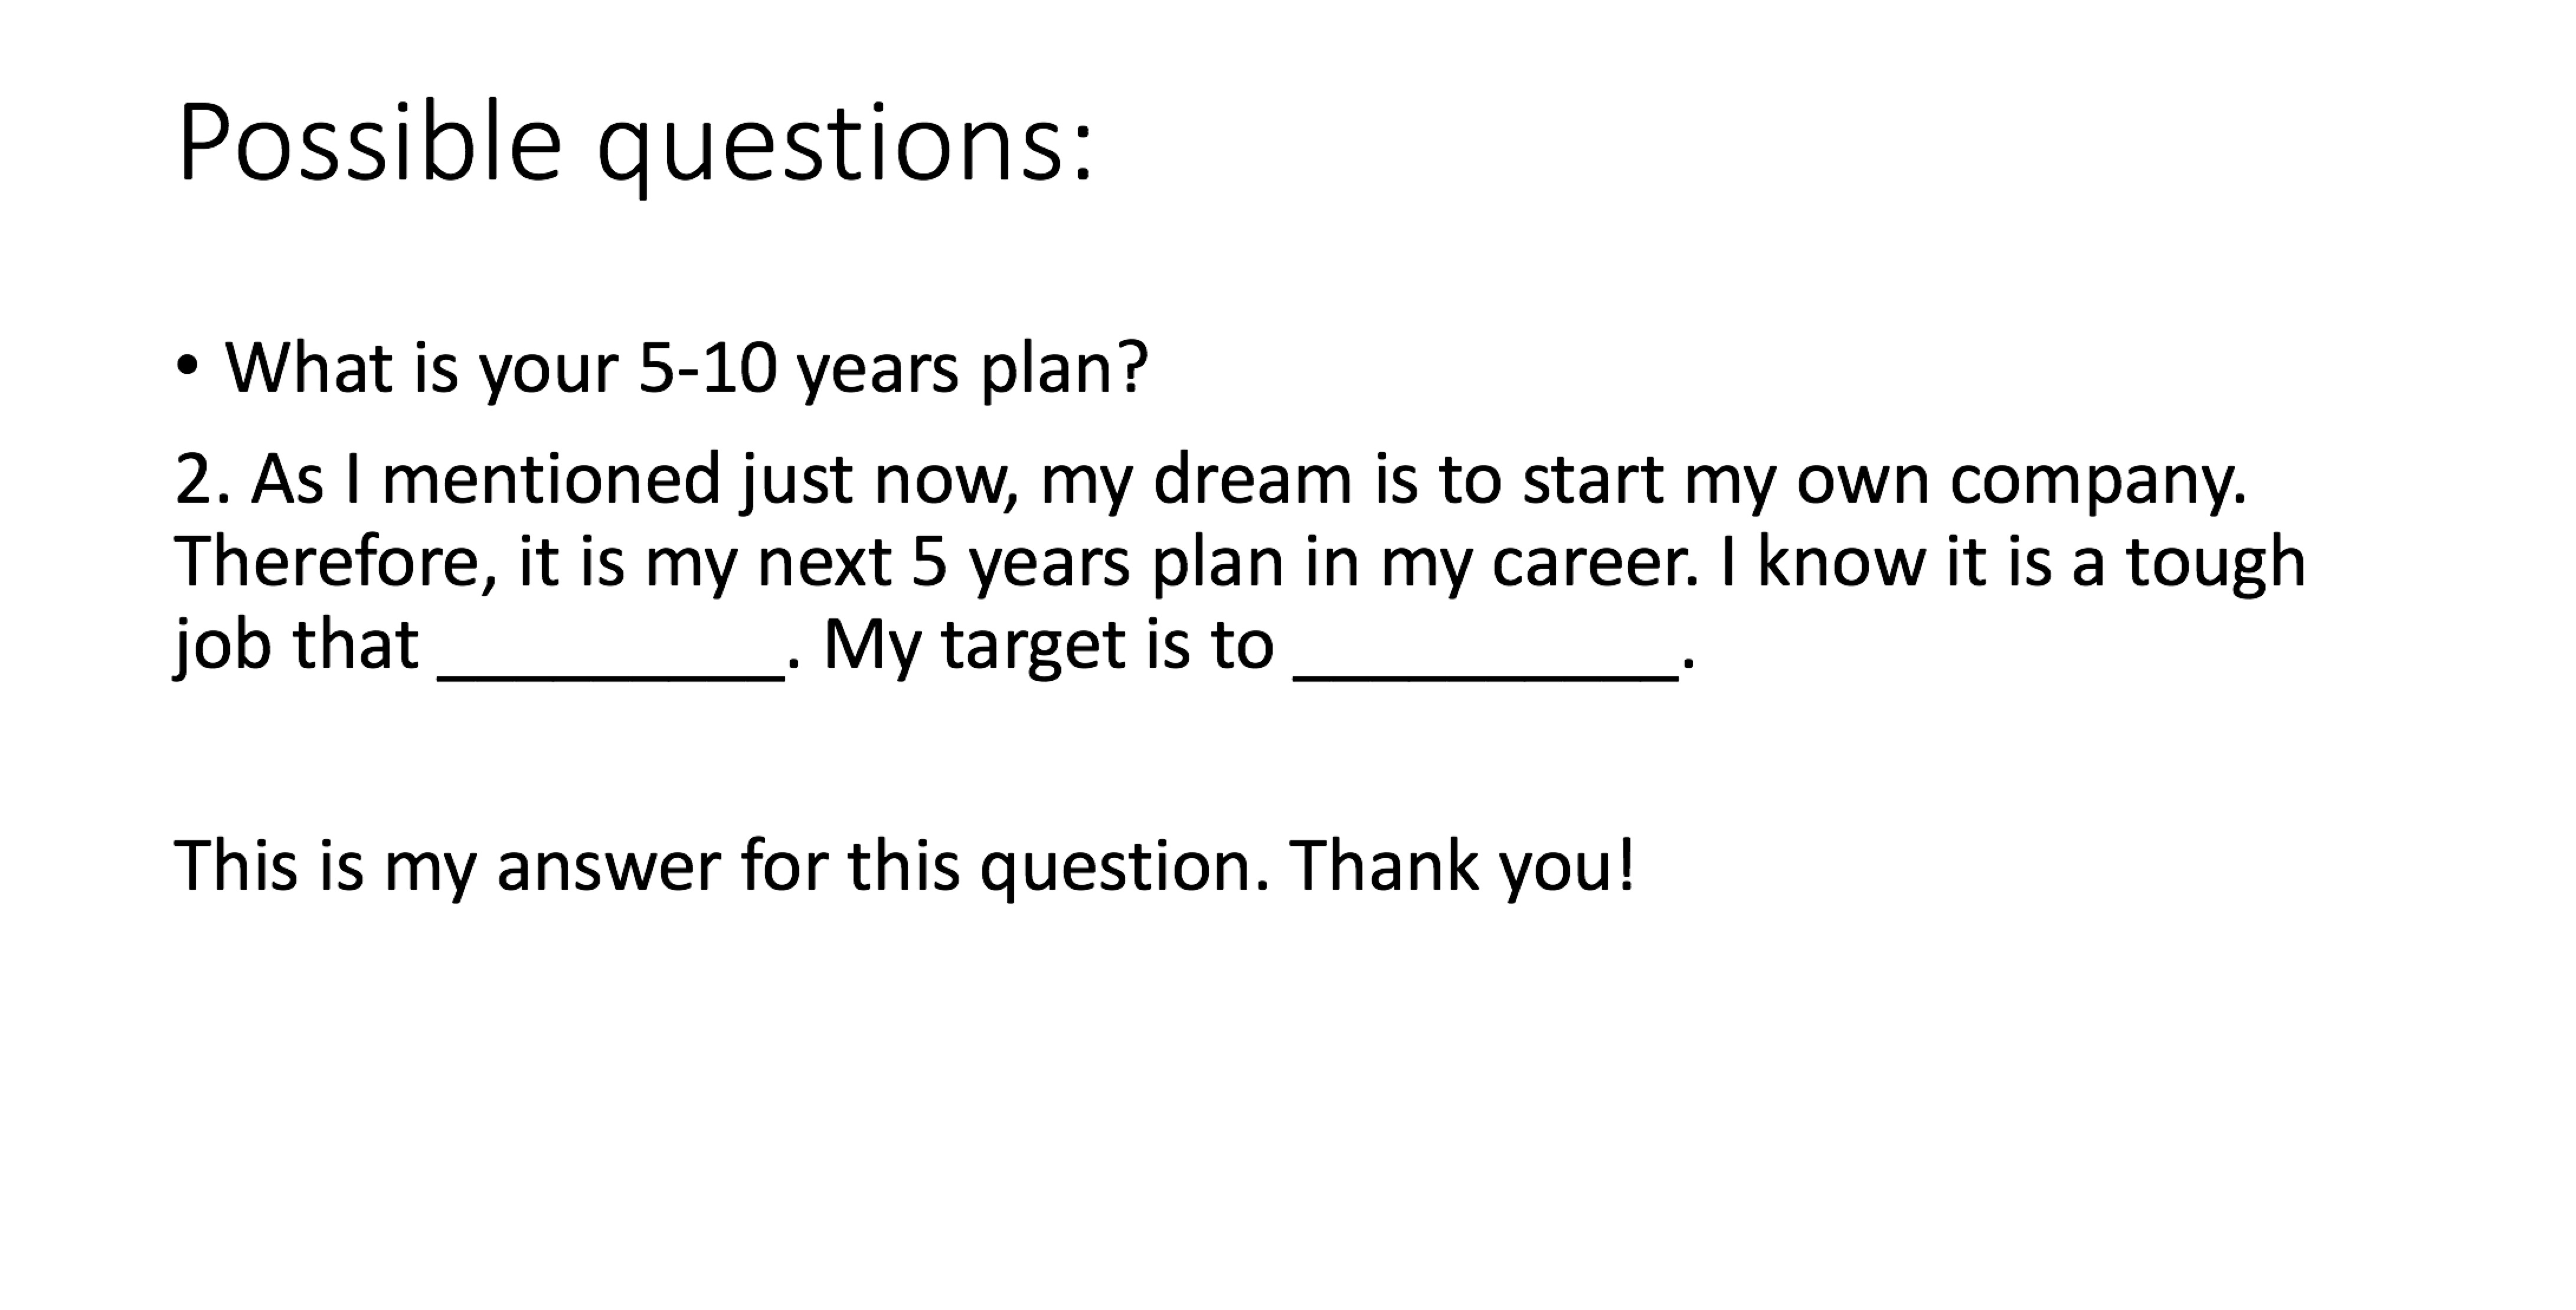 Possible questions:
• What is your 5-10 years plan?
2. As I mentioned just now, my dream is to start my own company.
Therefore, it is my next 5 years plan in my career. I know it is a tough
job that _________. My target is to __________.
This is my answer for this question. Thank you!